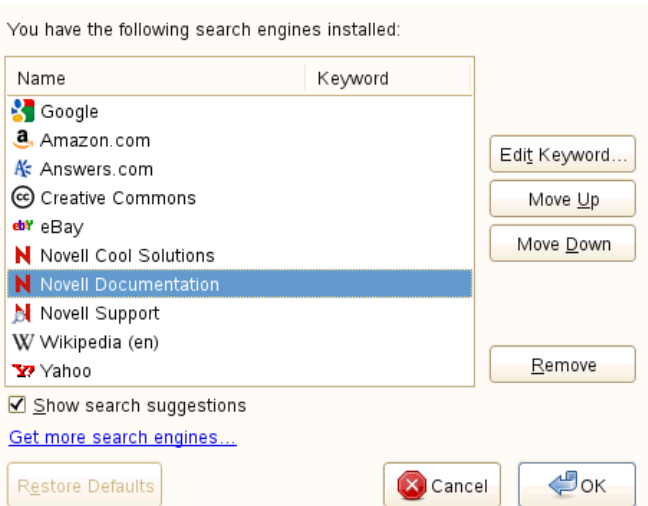 You have the following search engines installed:
Name Keyword
Google
Amazon.com
Answers.com
Creative Commons
eBay
Novell Cool Solutions
Novell Documentation
Novell Support
Wikipedia (en)
Yahoo
Edit Keyword...
Move Up
Move Down
Remove
Show search suggestions
Get more search engines...
Restore Defaults Cancel OK